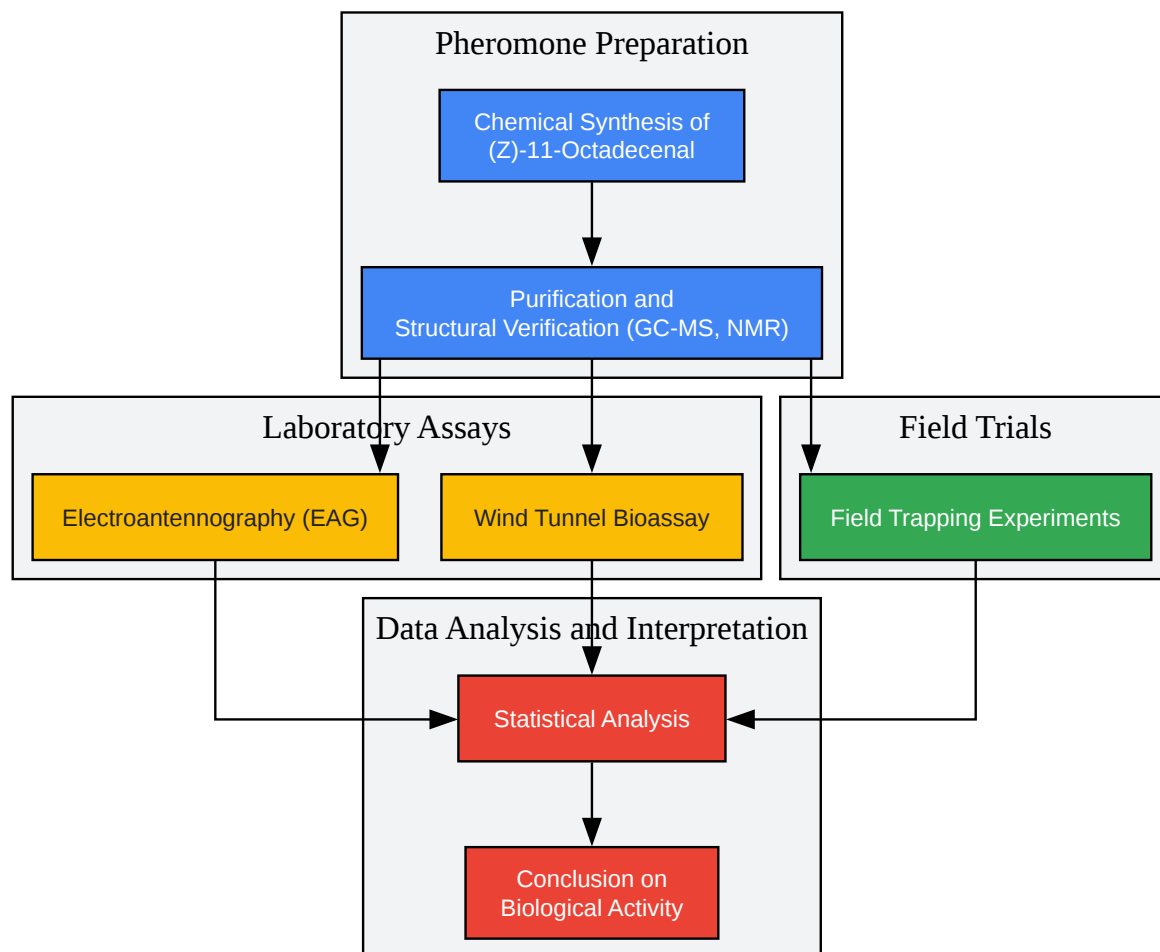 Pheromone Preparation
Chemical Synthesis of
(Z)-11-Octadecenal
Purification and
Structural Verification (GC-MS, NMR)
Laboratory Assays
Field Trials
Electroantennography (EAG)
Wind Tunnel Bioassay
Field Trapping Experiments
Data Analysis and Interpretation
Statistical Analysis
Conclusion on
Biological Activity